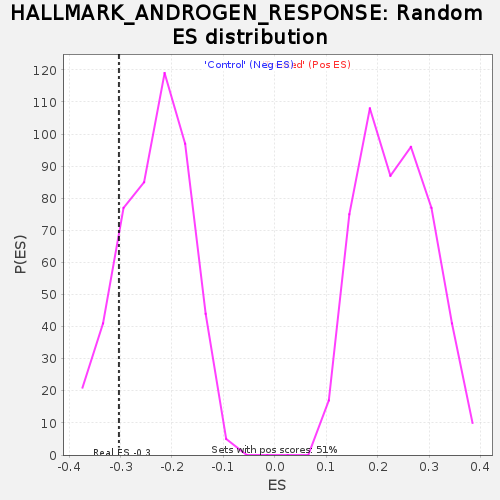 HALLMARK_ANDROGEN_RESPONSE: Random
ES distribution
'Control' (Neg ES) d' (Pos ES)
P(ES)
120
110
100
90
80
70
60
50
40
30
20
10
0
Real ES -0.3
Sets with pos scores: 51%
-0.4 -0.3 -0.2 -0.1 0.0 0.1 0.2 0.3 0.4
ES